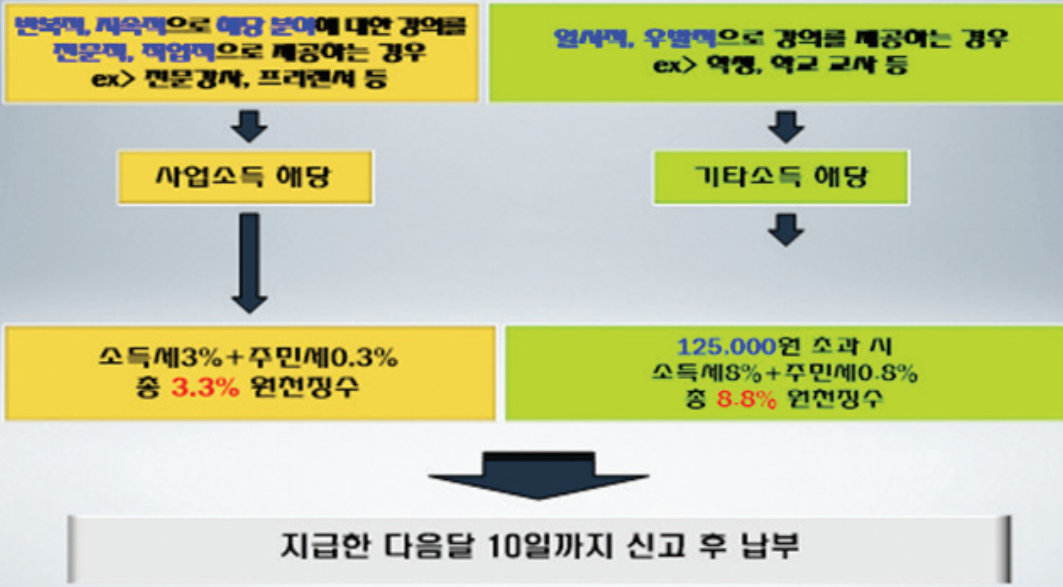 반복적, 지속적으로 해당 분야에 대한 강의를
전문적, 직업적으로 제공하는 경우
ex> 전문강사, 프리랜서 등
일시적, 우발적으로 강의를 제공하는 경우
ex> 학생, 학교 교사 등
사업소득 해당
기타소득 해당
소득세3%+주민세0.3%
총 3.3% 원천징수
125.000원 초과 시
소득세8%+주민세0.8%
총 8.8% 원천징수
지급한 다음달 10일까지 신고 후 납부